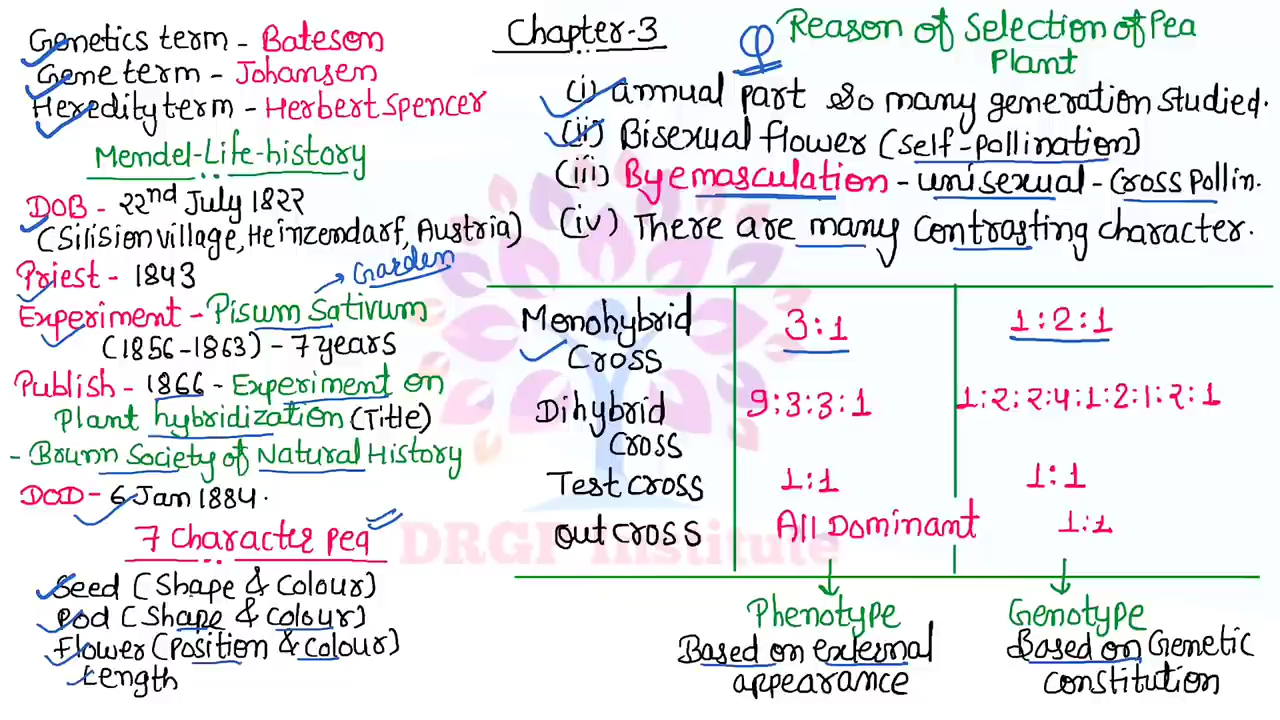 Genetics term - Bateson
Gene term - Johansen
Heredity term - Herbert Spencer
Mendel-Life-history
DOB - 22nd July 1822
(Silision village, Heinzendarf, Austria)
Priest - 1843
Garden
Experiment - Pisum Sativum
(1856-1863) - 7 years
Publish - 1866 - Experiment on
Plant hybridization (Title)
- Brunn Society of Natural History
DOD - 6 Jan 1884.
7 Character pea
Seed (Shape & Colour)
Pod (Shape & Colour)
Flower (Position & Colour)
Length
Chapter-3
Reason of Selection of Pea
Plant
(i) annual part so many generation studied.
(ii) Bisexual flower (self-pollination)
(iii) By emasculation - unisexual - Cross Pollin.
(iv) There are many contrasting character.
Monohybrid 3:1 1:2:1
Cross
Dihybrid 9:3:3:1 1:2:2:4:1:2:1:2:1
Cross
Test cross 1:1 1:1
out cross All Dominant 1:1
Phenotype Genotype
Based on external Based on Genetic
appearance constitution
DRGP Institute